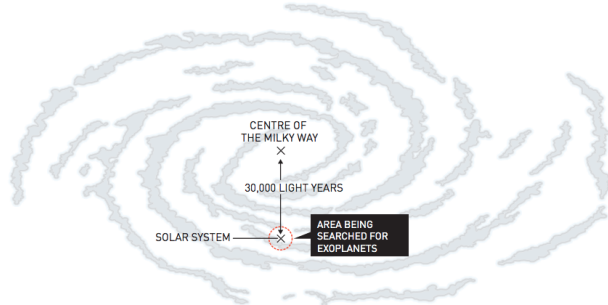 CENTRE OF
THE MILKY WAY
30,000 LIGHT YEARS
SOLAR SYSTEM
AREA BEING
SEARCHED FOR
EXOPLANETS